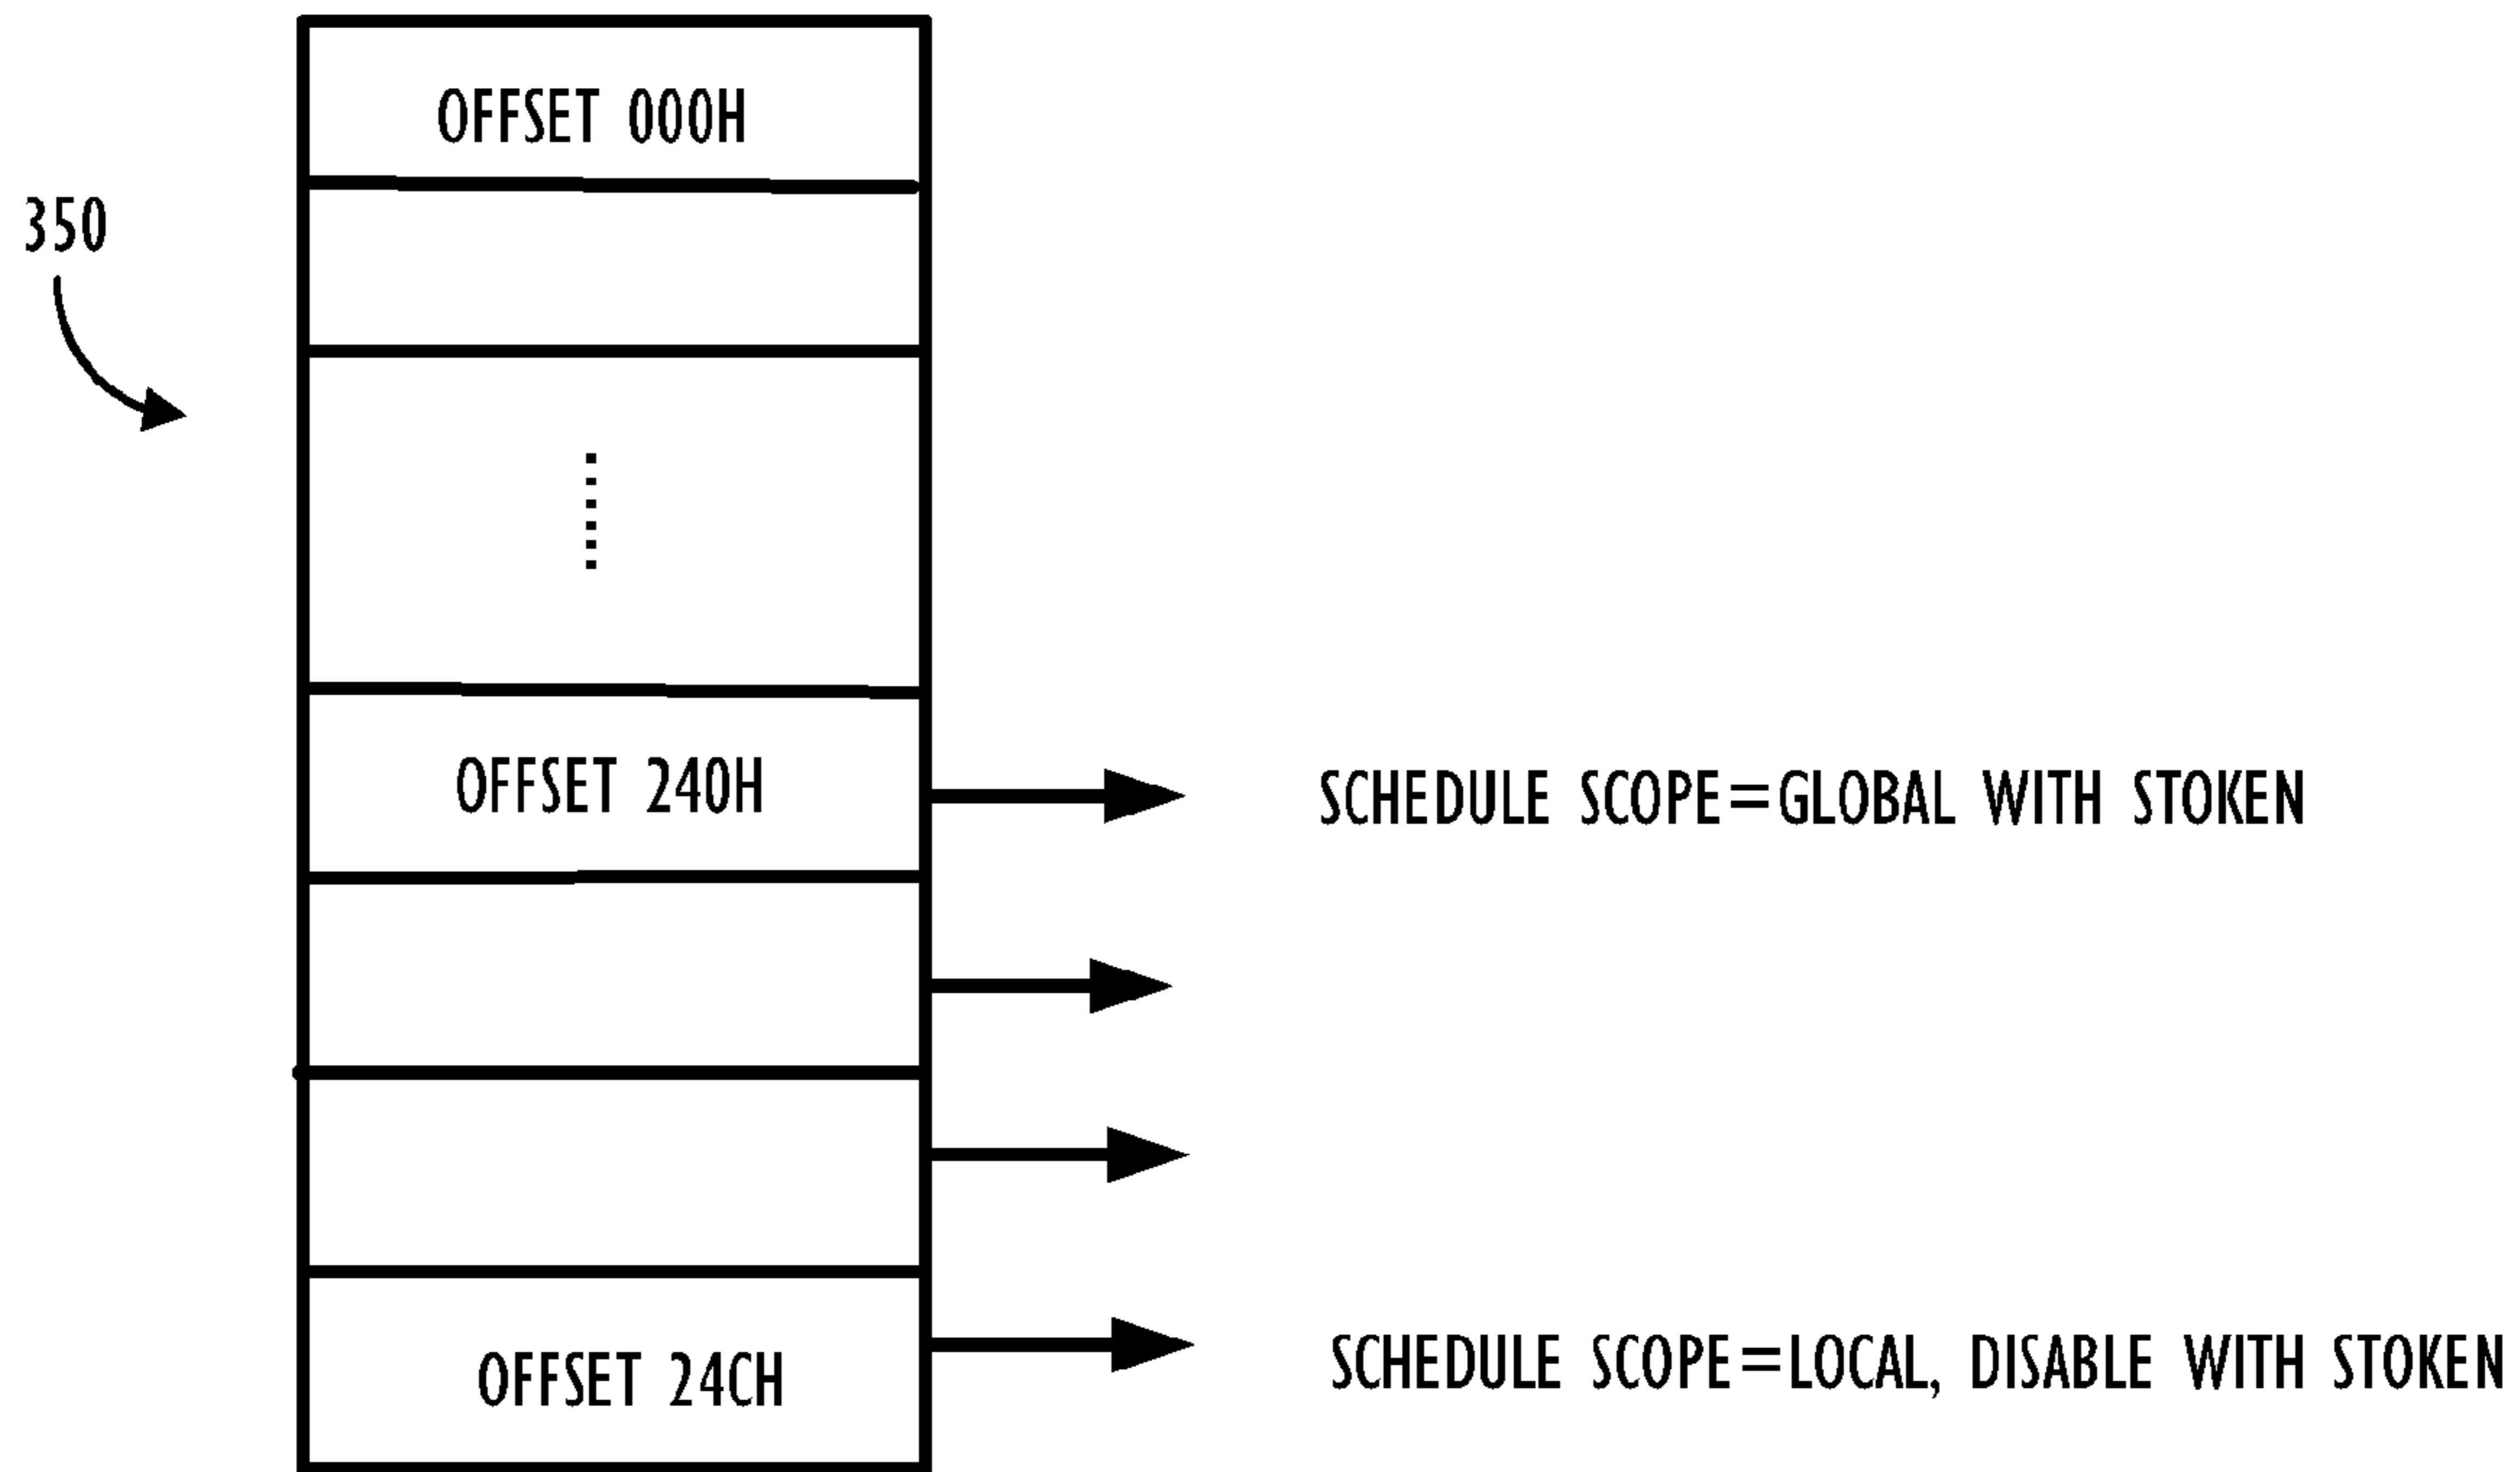 OFFSET 000H
350
OFFSET 240H
SCHEDULE SCOPE=GLOBAL WITH STOKEN
OFFSET 24CH
SCHEDULE SCOPE=LOCAL, DISABLE WITH STOKEN